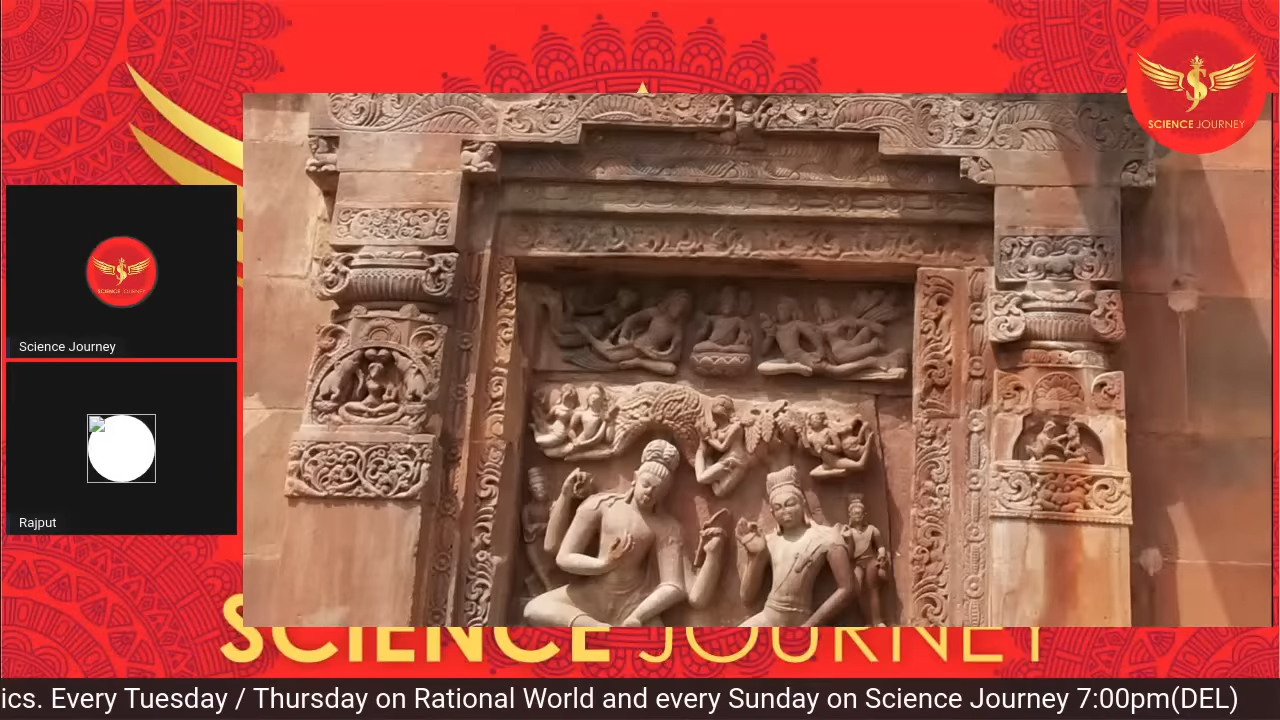 SCIENCE JOURNEY
SCIENCE JOURNEY
Science Journey
Rajput
SCIENCE JOURNEY
ics. Every Tuesday / Thursday on Rational World and every Sunday on Science Journey 7:00pm(DEL)